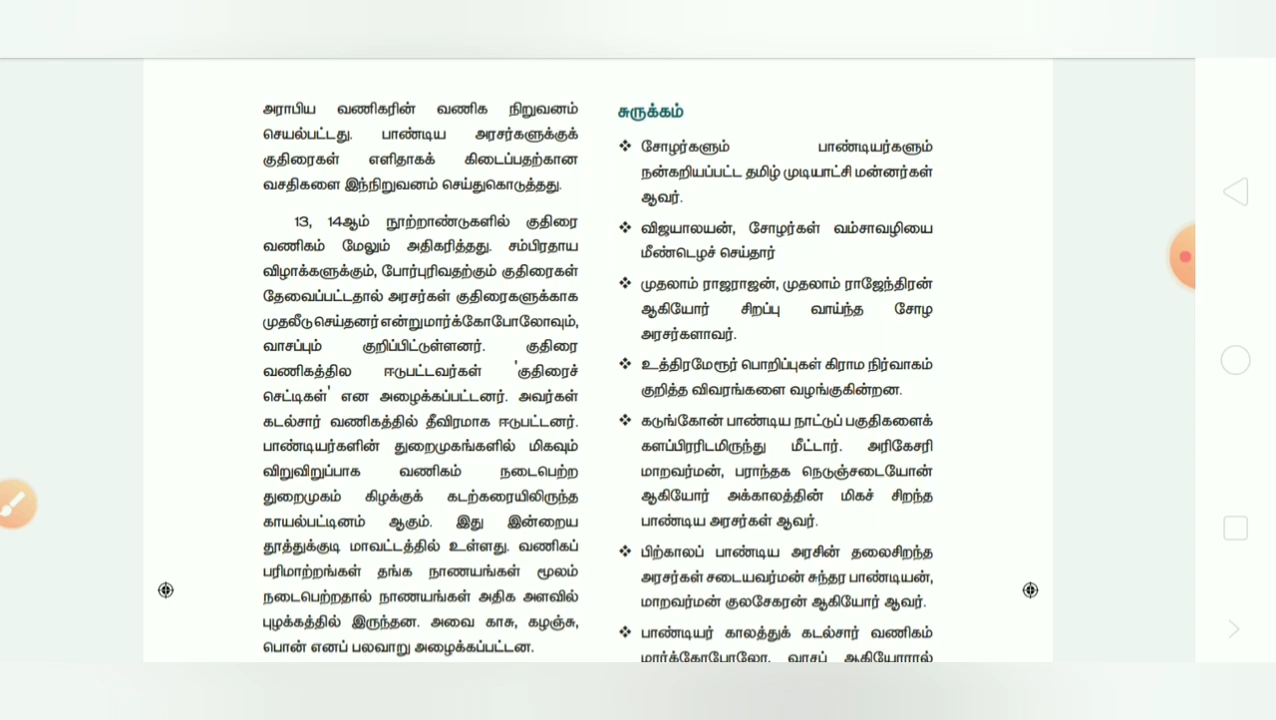 அராபிய வணிகரின் வணிக நிறுவனம்
செயல்பட்டது. பாண்டிய அரசர்களுக்குக்
குதிரைகள் எளிதாகக் கிடைப்பதற்கான
வசதிகளை இந்நிறுவனம் செய்துகொடுத்தது.
13, 14ஆம் நூற்றாண்டுகளில் குதிரை
வணிகம் மேலும் அதிகரித்தது. சம்பிரதாய
விழாக்களுக்கும், போர்புரிவதற்கும் குதிரைகள்
தேவைப்பட்டதால் அரசர்கள் குதிரைகளுக்காக
முதலீடு செய்தனர் என்று மார்க்கோபோலோவும்,
வாசப்பும் குறிப்பிட்டுள்ளனர். குதிரை
வணிகத்தில ஈடுபட்டவர்கள் 'குதிரைச்
செட்டிகள்' என அழைக்கப்பட்டனர். அவர்கள்
கடல்சார் வணிகத்தில் தீவிரமாக ஈடுபட்டனர்.
பாண்டியர்களின் துறைமுகங்களில் மிகவும்
விறுவிறுப்பாக வணிகம் நடைபெற்ற
துறைமுகம் கிழக்குக் கடற்கரையிலிருந்த
காயல்பட்டினம் ஆகும். இது இன்றைய
தூத்துக்குடி மாவட்டத்தில் உள்ளது. வணிகப்
பரிமாற்றங்கள் தங்க நாணயங்கள் மூலம்
நடைபெற்றதால் நாணயங்கள் அதிக அளவில்
புழக்கத்தில் இருந்தன. அவை காசு, கழஞ்சு,
பொன் எனப் பலவாறு அழைக்கப்பட்டன.
சுருக்கம்
❖ சோழர்களும் பாண்டியர்களும்
நன்கறியப்பட்ட தமிழ் முடியாட்சி மன்னர்கள்
ஆவர்.
❖ விஜயாலயன், சோழர்கள் வம்சாவழியை
மீண்டெழச் செய்தார்
❖ முதலாம் ராஜராஜன், முதலாம் ராஜேந்திரன்
ஆகியோர் சிறப்பு வாய்ந்த சோழ
அரசர்களாவர்.
❖ உத்திரமேரூர் பொறிப்புகள் கிராம நிர்வாகம்
குறித்த விவரங்களை வழங்குகின்றன.
❖ கடுங்கோன் பாண்டிய நாட்டுப் பகுதிகளைக்
களப்பிரரிடமிருந்து மீட்டார். அரிகேசரி
மாறவர்மன், பராந்தக நெடுஞ்சடையோன்
ஆகியோர் அக்காலத்தின் மிகச் சிறந்த
பாண்டிய அரசர்கள் ஆவர்.
❖ பிற்காலப் பாண்டிய அரசின் தலைசிறந்த
அரசர்கள் சடையவர்மன் சுந்தர பாண்டியன்,
மாறவர்மன் குலசேகரன் ஆகியோர் ஆவர்.
❖ பாண்டியர் காலத்துக் கடல்சார் வணிகம்
மார்க்கோபோலோ, வாசப் ஆகியோரால்